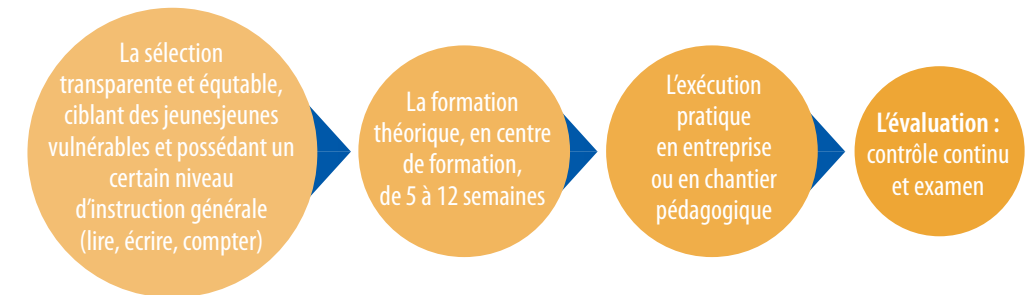 La sélection
transparente et équtable,
ciblant des jeunesjeunes
vulnérables et possédant un
certain niveau
d'instruction générale
(lire, écrire, compter)
La formation
théorique, en centre
de formation,
de 5 à 12 semaines
L'exécution
pratique
en entreprise
ou en chantier
pédagogique
L'évaluation :
contrôle continu
et examen